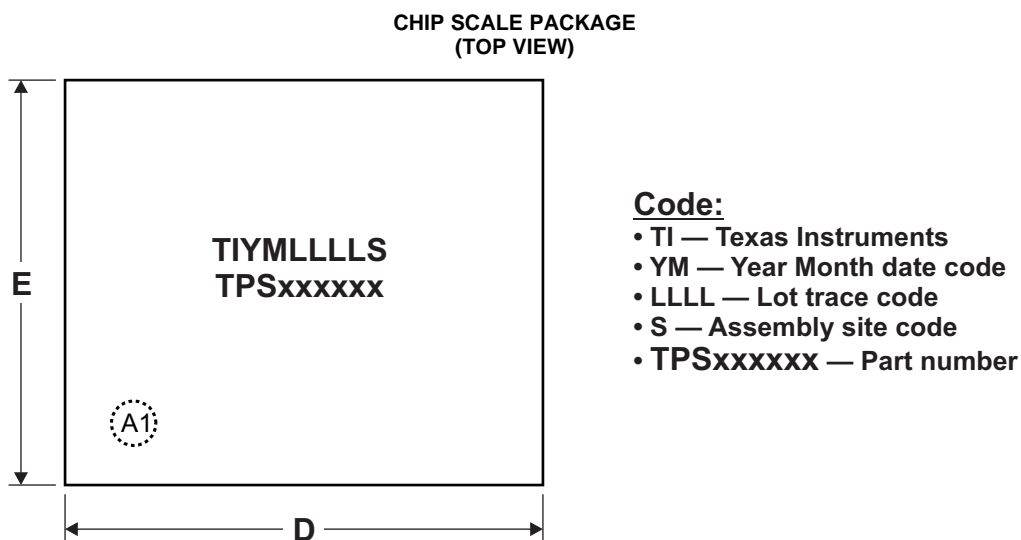 CHIP SCALE PACKAGE
(TOP VIEW)
TIYMLLLLS
TPSxxxxxx
E
A1
D
Code:
• TI — Texas Instruments
• YM — Year Month date code
• LLLL — Lot trace code
• S — Assembly site code
• TPSxxxxxx — Part number